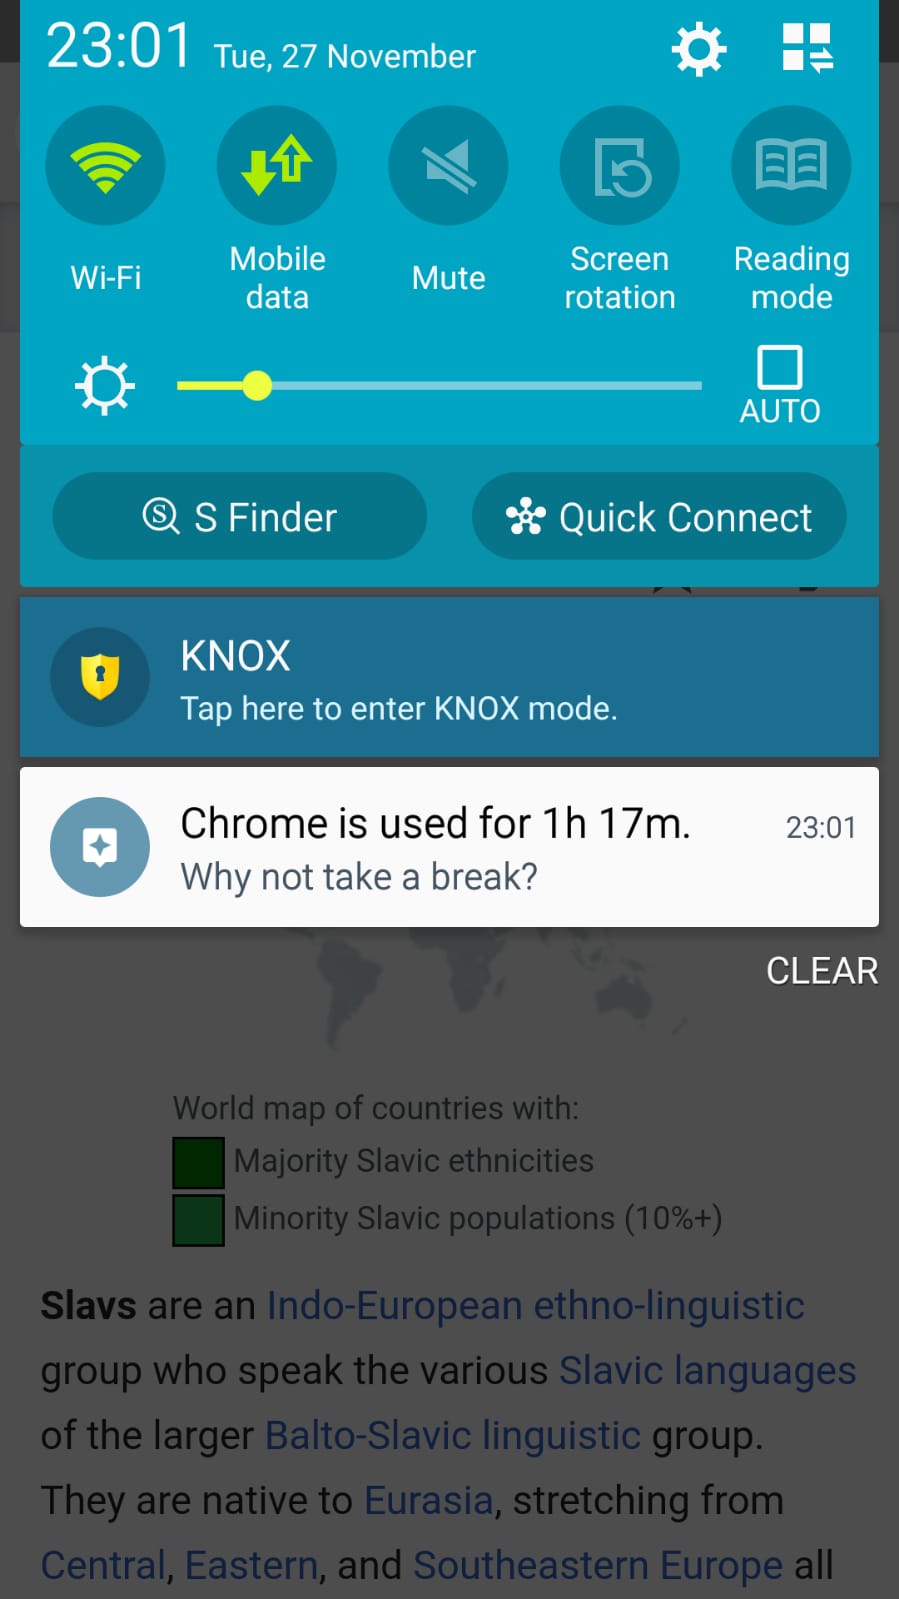 23:01 Tue, 27 November
Wi-Fi
Mobile
data
Mute
Screen
rotation
Reading
mode
AUTO
S Finder
Quick Connect
KNOX
Tap here to enter KNOX mode.
Chrome is used for 1h 17m.
23:01
Why not take a break?
CLEAR
World map of countries with:
Majority Slavic ethnicities
Minority Slavic populations (10%+)
Slavs are an Indo-European ethno-linguistic
group who speak the various Slavic languages
of the larger Balto-Slavic linguistic group.
They are native to Eurasia, stretching from
Central, Eastern, and Southeastern Europe all